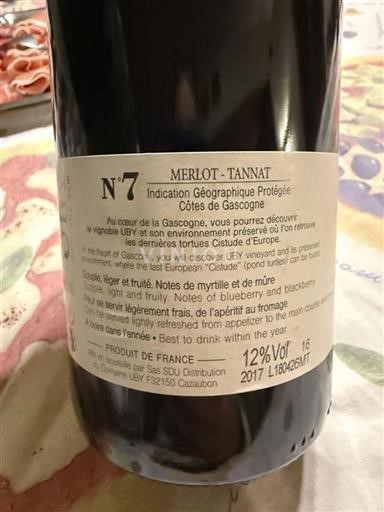 N°7
MERLOT - TANNAT
Indication Géographique Protégée
Côtes de Gascogne
Au cœur de la Gascogne, vous pourrez découvrir
le vignoble UBY et son environnement préservé où l'on retrouve
les dernières tortues Cistude d'Europe.
In the heart of Gascony, you will discover UBY vineyard and its preserved
environment, where the last European "Cistude" (pond turtles) can be found.
Souple, léger et fruité. Notes de myrtille et de mûre
Supple, light and fruity. Notes of blueberry and blackberry
Peut se servir légèrement frais, de l'apéritif au fromage
Can be served lightly refreshed from appetizer to the main course
A boire dans l'année • Best to drink within the year
PRODUIT DE FRANCE
Mis en bouteille par Sas SDU Distribution
du Domaine UBY F32150 Cazaubon
12%Vol 16
2017 L180426MT